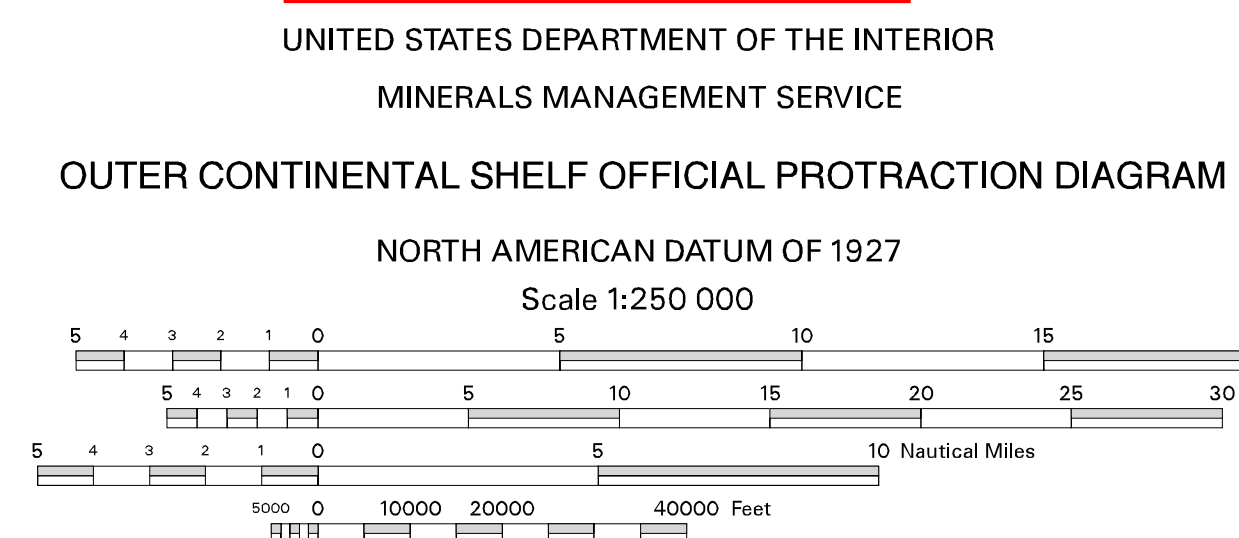 UNITED STATES DEPARTMENT OF THE INTERIOR
MINERALS MANAGEMENT SERVICE
OUTER CONTINENTAL SHELF OFFICIAL PROTRACTION DIAGRAM
NORTH AMERICAN DATUM OF 1927
Scale 1:250 000
5 4 3 2 1 0 5 10 15
5 4 3 2 1 0 5 10 15 20 25 30
5 4 3 2 1 0 5 10 Nautical Miles
5000 0 10000 20000 40000 Feet